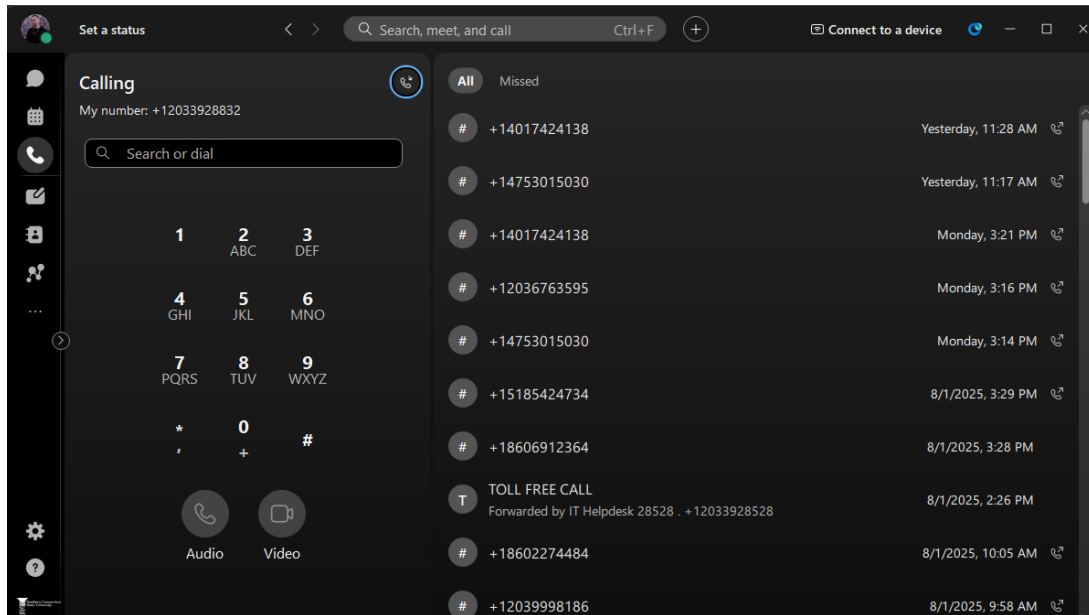 Set a status
Search, meet, and call
Ctrl+F
Connect to a device
Calling
My number: +12033928832
Search or dial
1
2
ABC
3
DEF
4
GHI
5
JKL
6
MNO
7
PQRS
8
TUV
9
WXYZ
*
,
0
+
#
Audio
Video
All
Missed
# +14017424138 Yesterday, 11:28 AM
# +14753015030 Yesterday, 11:17 AM
# +14017424138 Monday, 3:21 PM
# +12036763595 Monday, 3:16 PM
# +14753015030 Monday, 3:14 PM
# +15185424734 8/1/2025, 3:29 PM
# +18606912364 8/1/2025, 3:28 PM
T TOLL FREE CALL 8/1/2025, 2:26 PM
Forwarded by IT Helpdesk 28528 . +12033928528
# +18602274484 8/1/2025, 10:05 AM
# +12039998186 8/1/2025, 9:58 AM